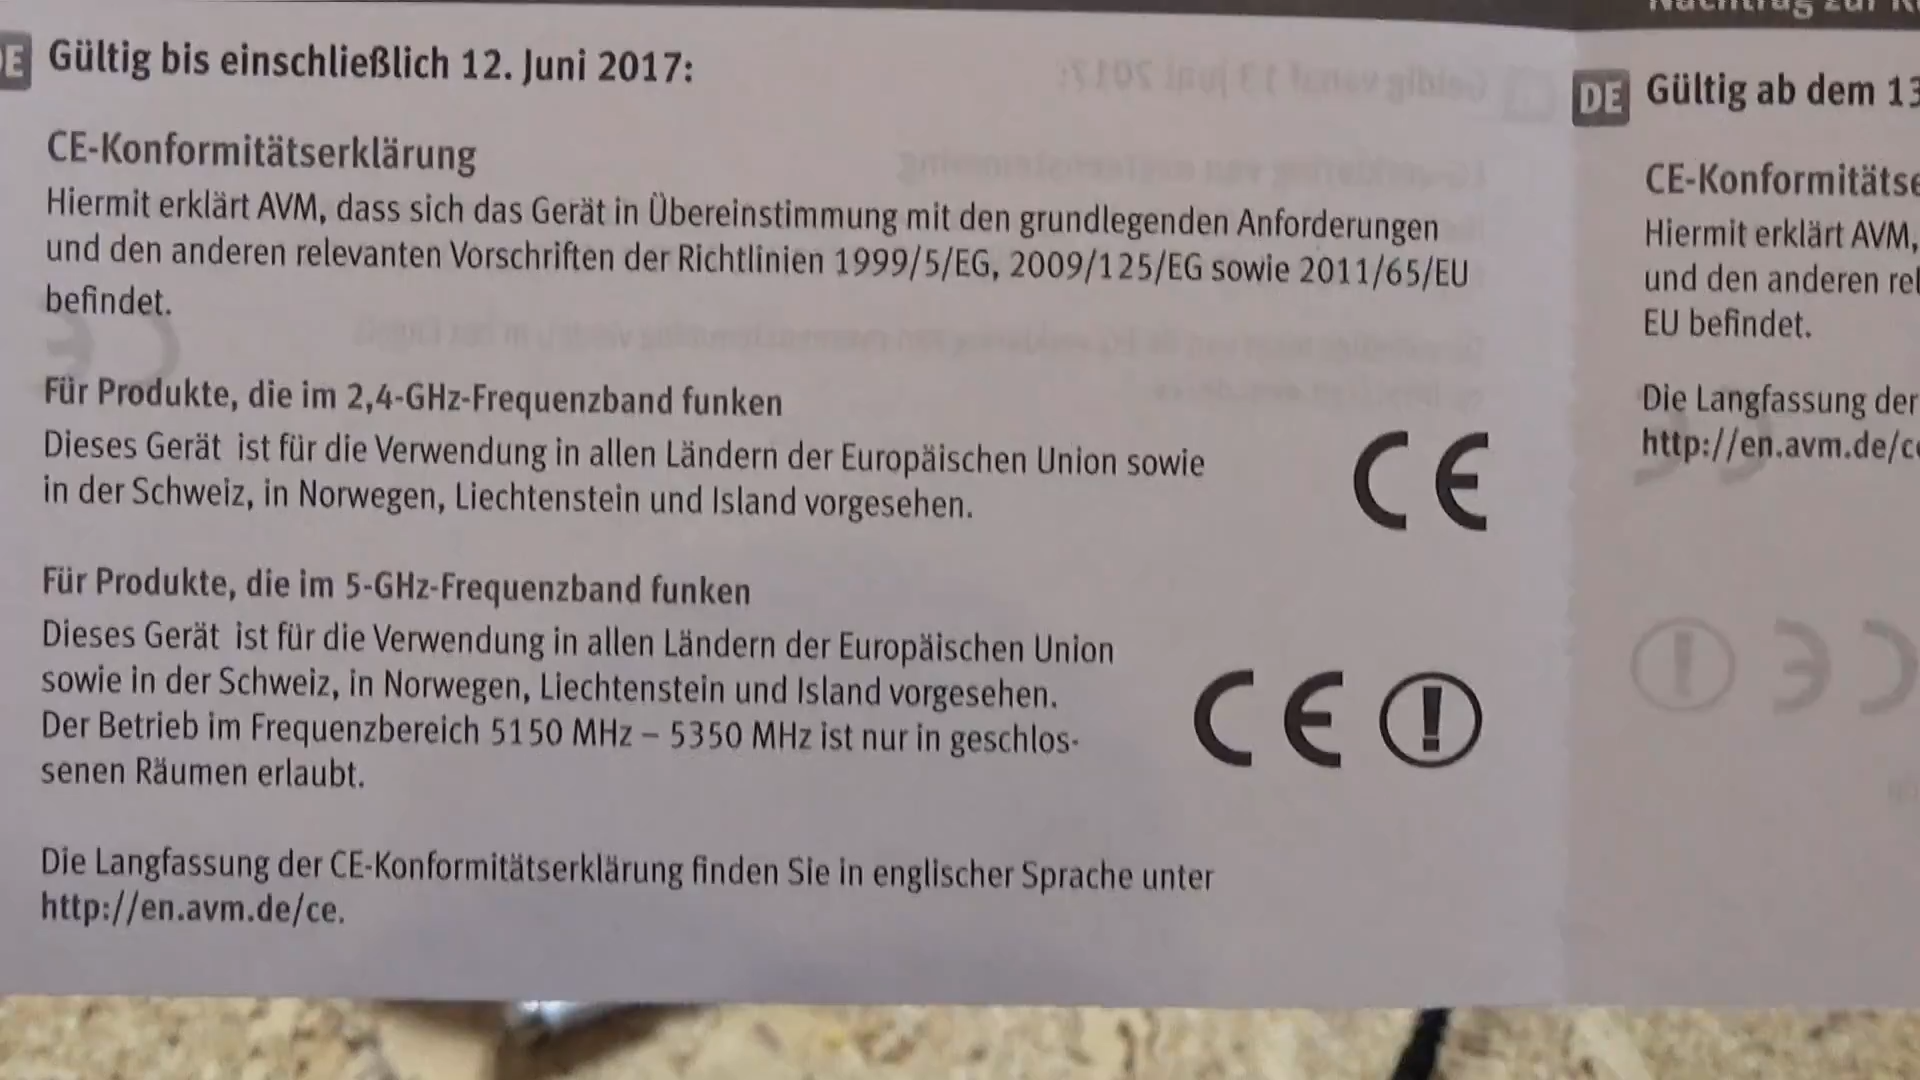 DE Gültig bis einschließlich 12. Juni 2017:
CE-Konformitätserklärung
Hiermit erklärt AVM, dass sich das Gerät in Übereinstimmung mit den grundlegenden Anforderungen
und den anderen relevanten Vorschriften der Richtlinien 1999/5/EG, 2009/125/EG sowie 2011/65/EU
befindet.
Für Produkte, die im 2,4-GHz-Frequenzband funken
Dieses Gerät ist für die Verwendung in allen Ländern der Europäischen Union sowie
in der Schweiz, in Norwegen, Liechtenstein und Island vorgesehen.
CE
Für Produkte, die im 5-GHz-Frequenzband funken
Dieses Gerät ist für die Verwendung in allen Ländern der Europäischen Union
sowie in der Schweiz, in Norwegen, Liechtenstein und Island vorgesehen.
Der Betrieb im Frequenzbereich 5150 MHz – 5350 MHz ist nur in geschlos-
senen Räumen erlaubt.
CE !
Die Langfassung der CE-Konformitätserklärung finden Sie in englischer Sprache unter
http://en.avm.de/ce.
Nachtrag zur
DE Gültig ab dem 13
CE-Konformitätse
Hiermit erklärt AVM,
und den anderen rel
EU befindet.
Die Langfassung der
http://en.avm.de/ce